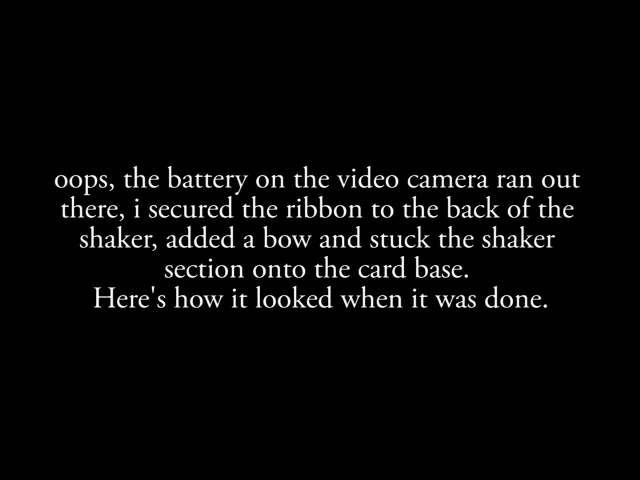 oops, the battery on the video camera ran out
there, i secured the ribbon to the back of the
shaker, added a bow and stuck the shaker
section onto the card base.
Here's how it looked when it was done.